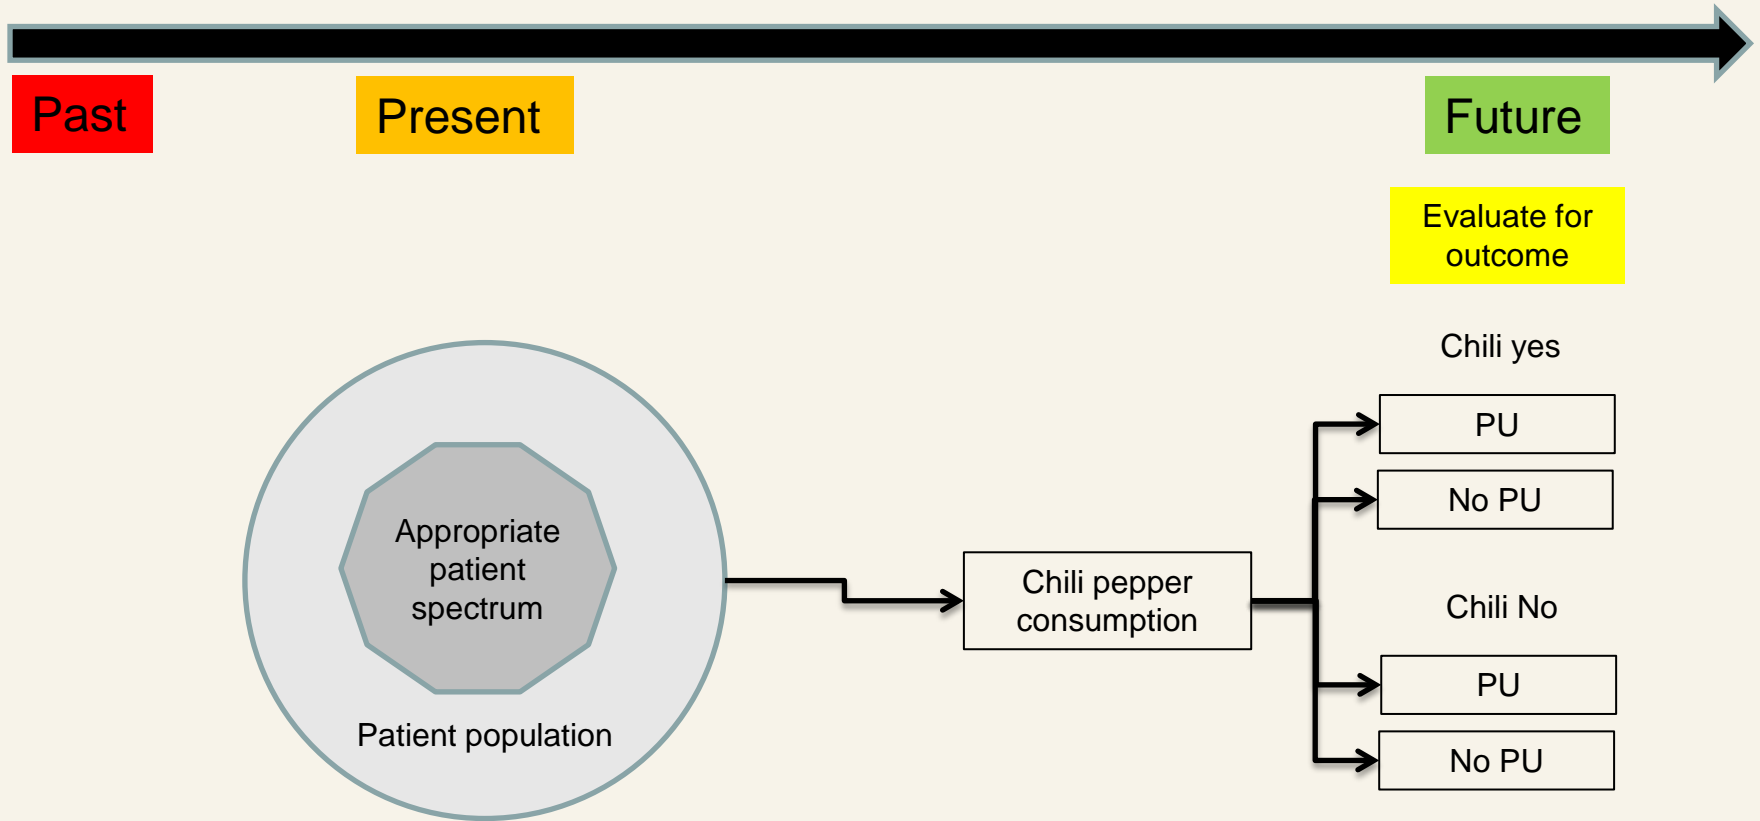 Past
Present
Future
Evaluate for
outcome
Chili yes
PU
No PU
Appropriate
patient
spectrum
Patient population
Chili pepper
consumption
Chili No
PU
No PU